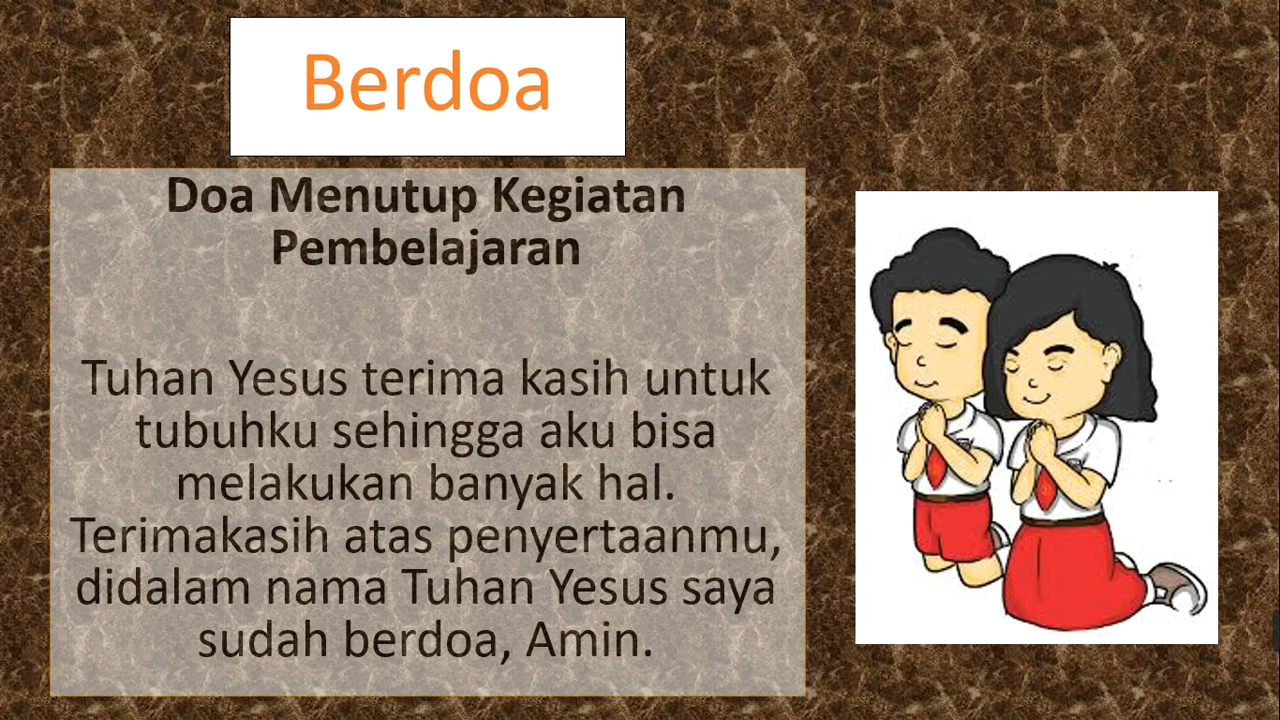 Berdoa
Doa Menutup Kegiatan
Pembelajaran
Tuhan Yesus terima kasih untuk
tubuhku sehingga aku bisa
melakukan banyak hal.
Terimakasih atas penyertaanmu,
didalam nama Tuhan Yesus saya
sudah berdoa, Amin.